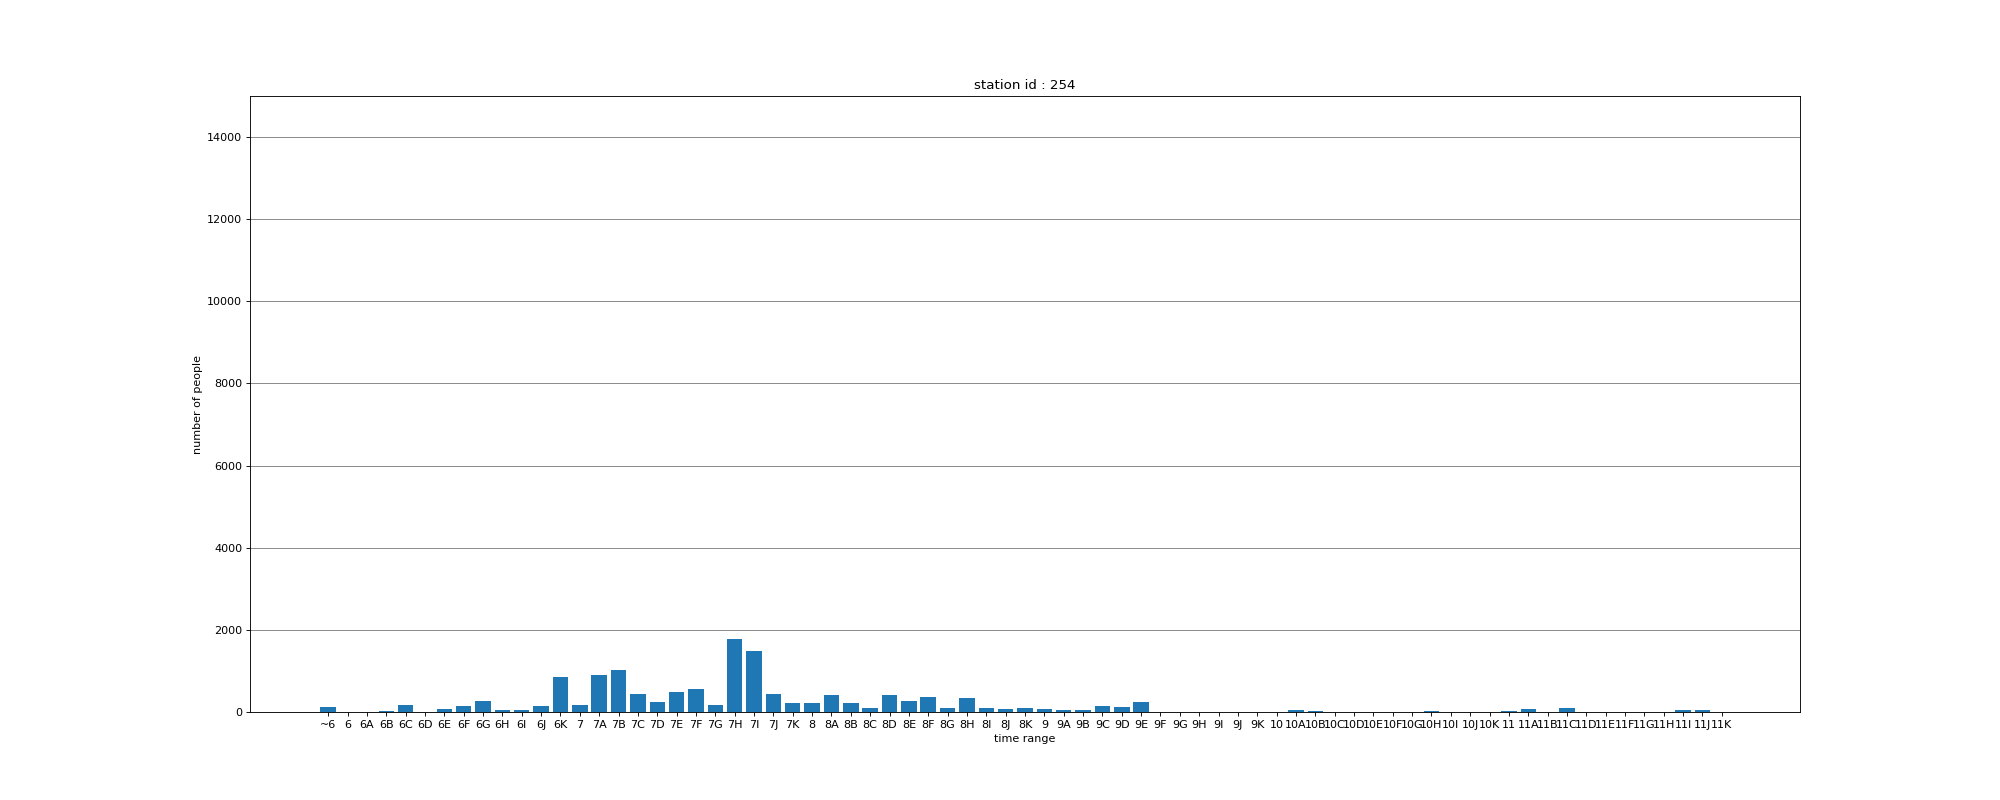 station id : 254
14000
12000
10000
8000
6000
4000
2000
0
number of people
~6 6 6A 6B 6C 6D 6E 6F 6G 6H 6I 6J 6K 7 7A 7B 7C 7D 7E 7F 7G 7H 7I 7J 7K 8 8A 8B 8C 8D 8E 8F 8G 8H 8I 8J 8K 9 9A 9B 9C 9D 9E 9F 9G 9H 9I 9J 9K 10 10A 10B 10C 10D 10E 10F 10G 10H 10I 10J 10K 11 11A 11B 11C 11D 11E 11F 11G 11H 11I 11J 11K
time range